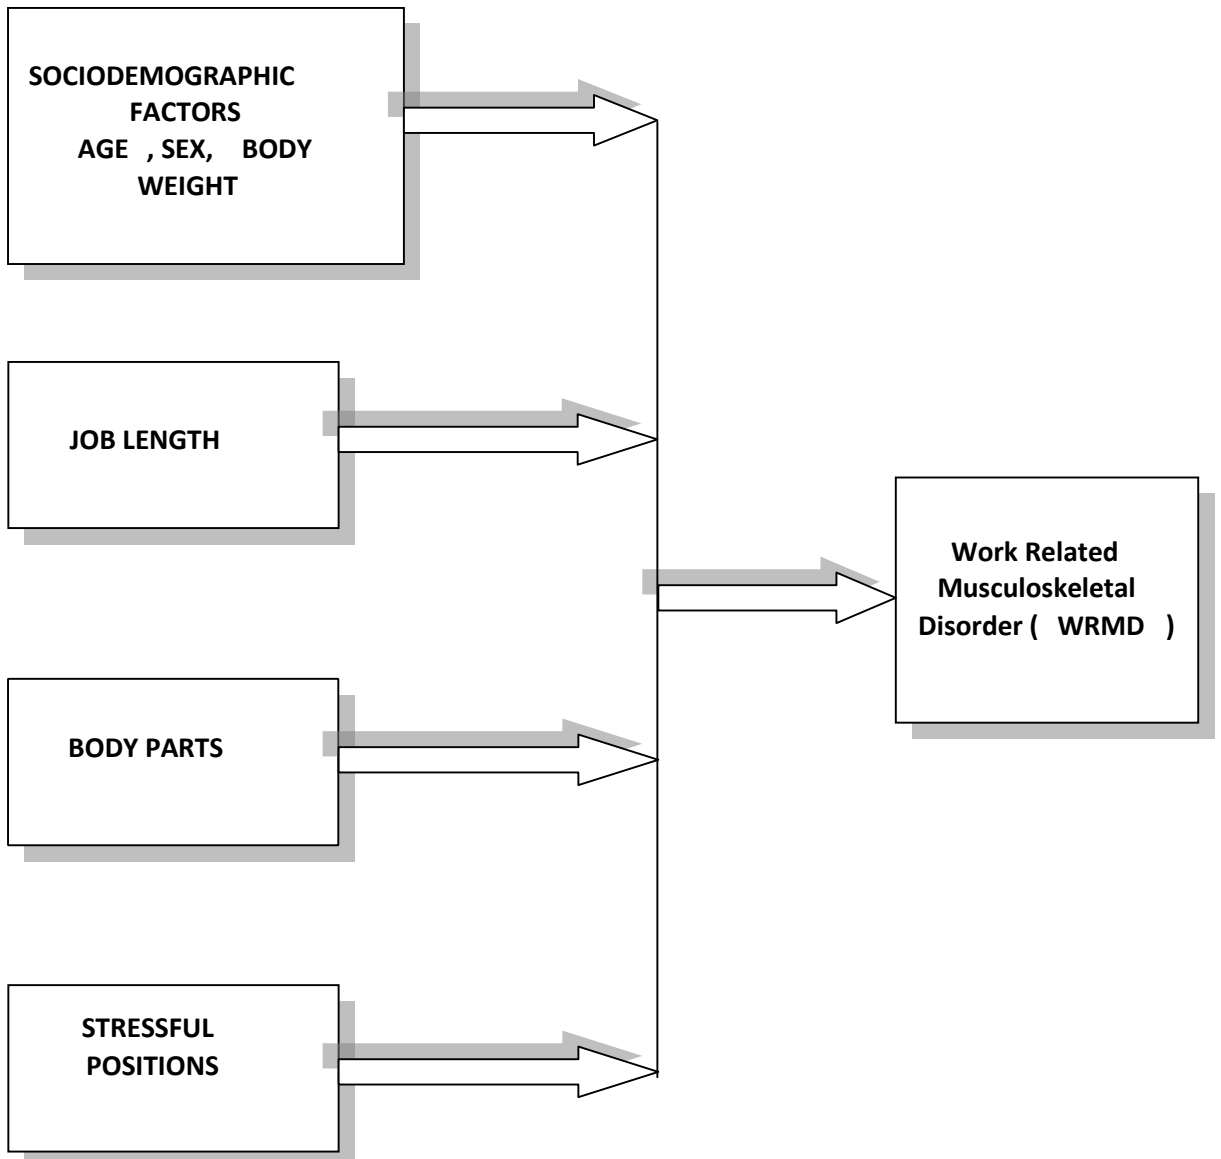 SOCIODEMOGRAPHIC
FACTORS
AGE , SEX, BODY
WEIGHT
JOB LENGTH
BODY PARTS
STRESSFUL
POSITIONS
Work Related
Musculoskeletal
Disorder ( WRMD )